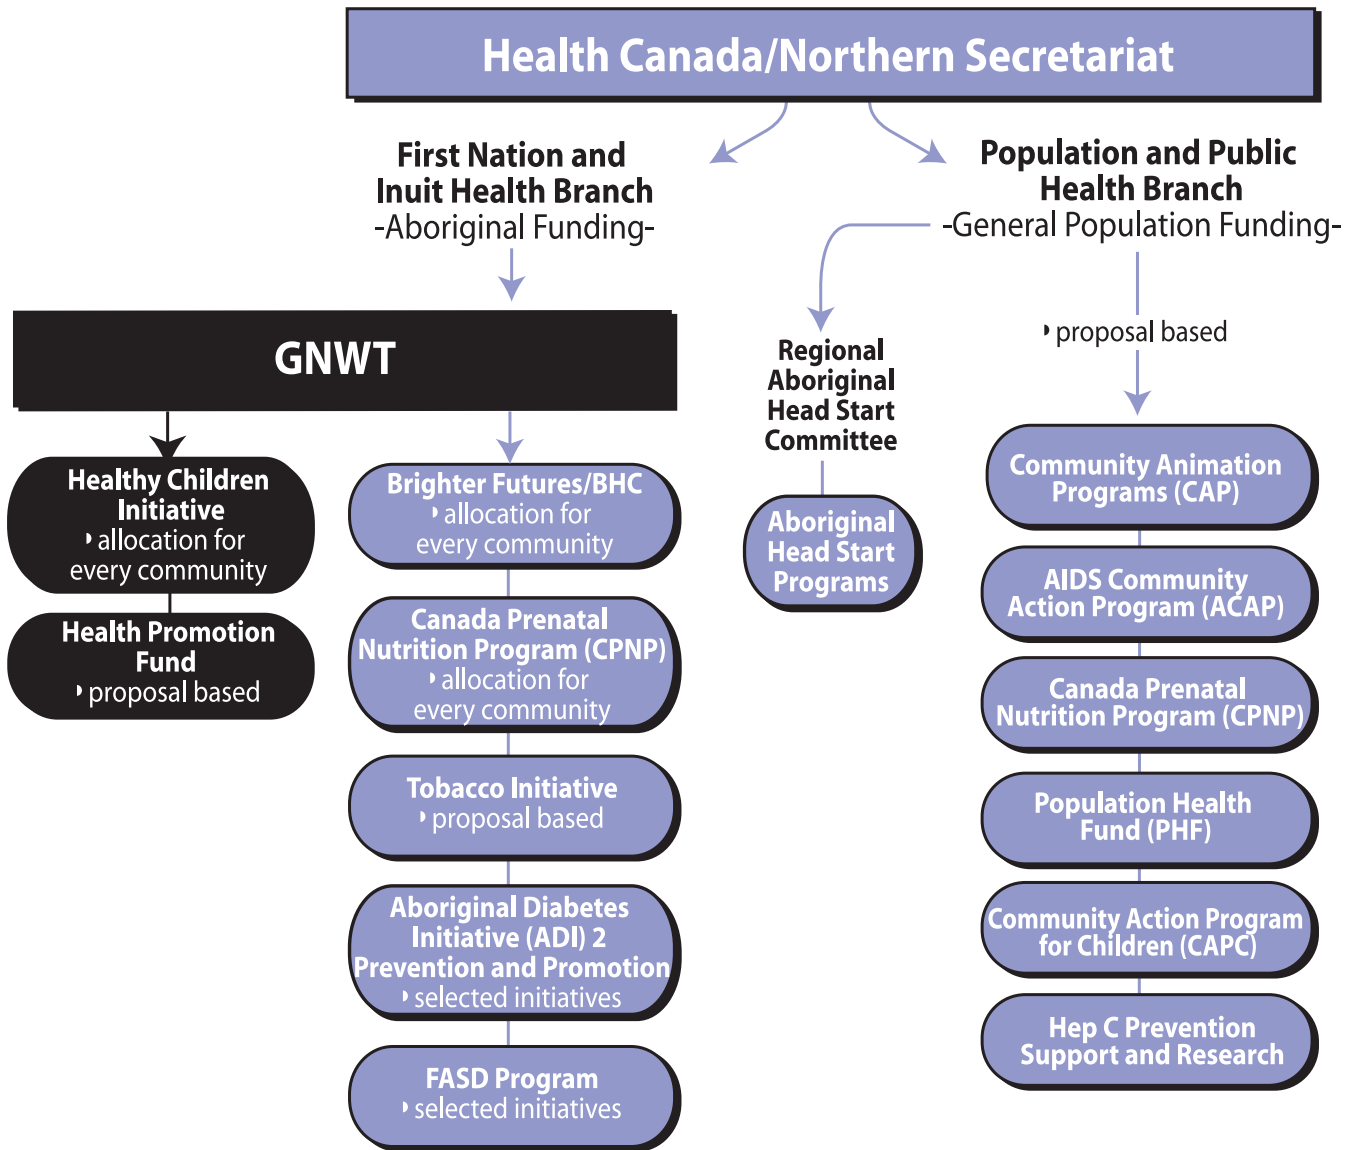 Health Canada/Northern Secretariat
First Nation and
Inuit Health Branch
-Aboriginal Funding-
Population and Public
Health Branch
-General Population Funding-
GNWT
Healthy Children
Initiative
allocation for
every community
Health Promotion
Fund
proposal based
Brighter Futures/BHC
allocation for
every community
Canada Prenatal
Nutrition Program (CPNP)
allocation for
every community
Tobacco Initiative
proposal based
Aboriginal Diabetes
Initiative (ADI) 2
Prevention and Promotion
selected initiatives
FASD Program
selected initiatives
Regional
Aboriginal
Head Start
Committee
Aboriginal
Head Start
Programs
proposal based
Community Animation
Programs (CAP)
AIDS Community
Action Program (ACAP)
Canada Prenatal
Nutrition Program (CPNP)
Population Health
Fund (PHF)
Community Action Program
for Children (CAPC)
Hep C Prevention
Support and Research